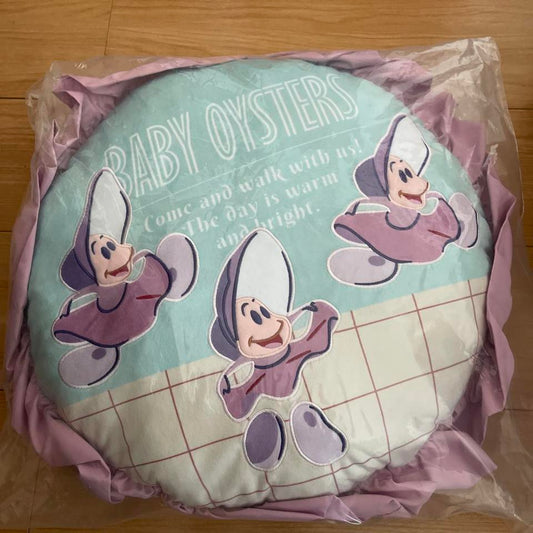 BABY OYSTERS
Come and walk with us!
The day is warm
and bright.